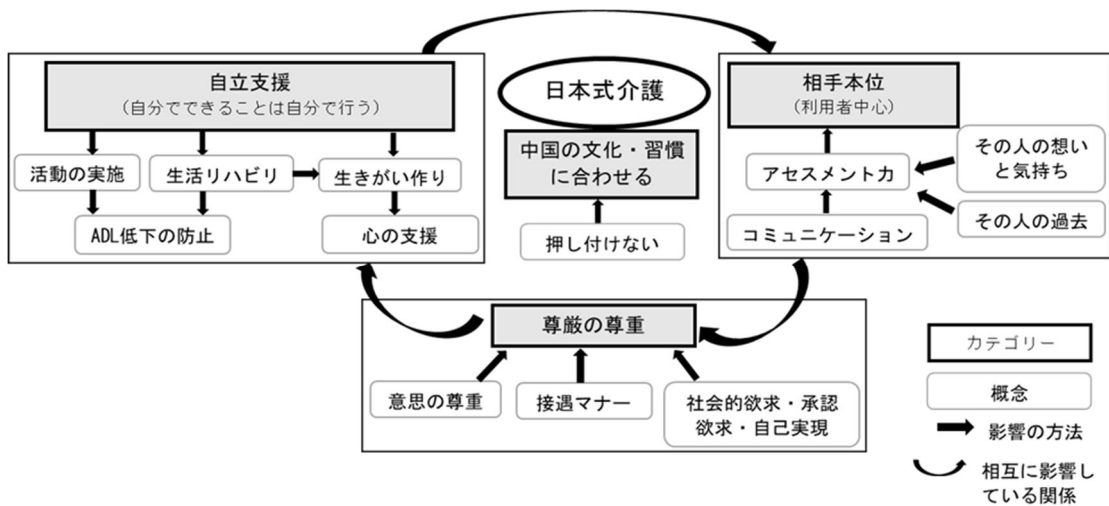 自立支援
(自分でできることは自分で行う)
活動の実施
生活リハビリ
生きがい作り
ADL低下の防止
心の支援
日本式介護
中国の文化・習慣
に合わせる
押し付けない
相手本位
(利用者中心)
アセスメント力
コミュニケーション
その人の想い
と気持ち
その人の過去
尊厳の尊重
意思の尊重
接遇マナー
社会的欲求・承認
欲求・自己実現
カテゴリー
概念
影響の方法
相互に影響し
ている関係